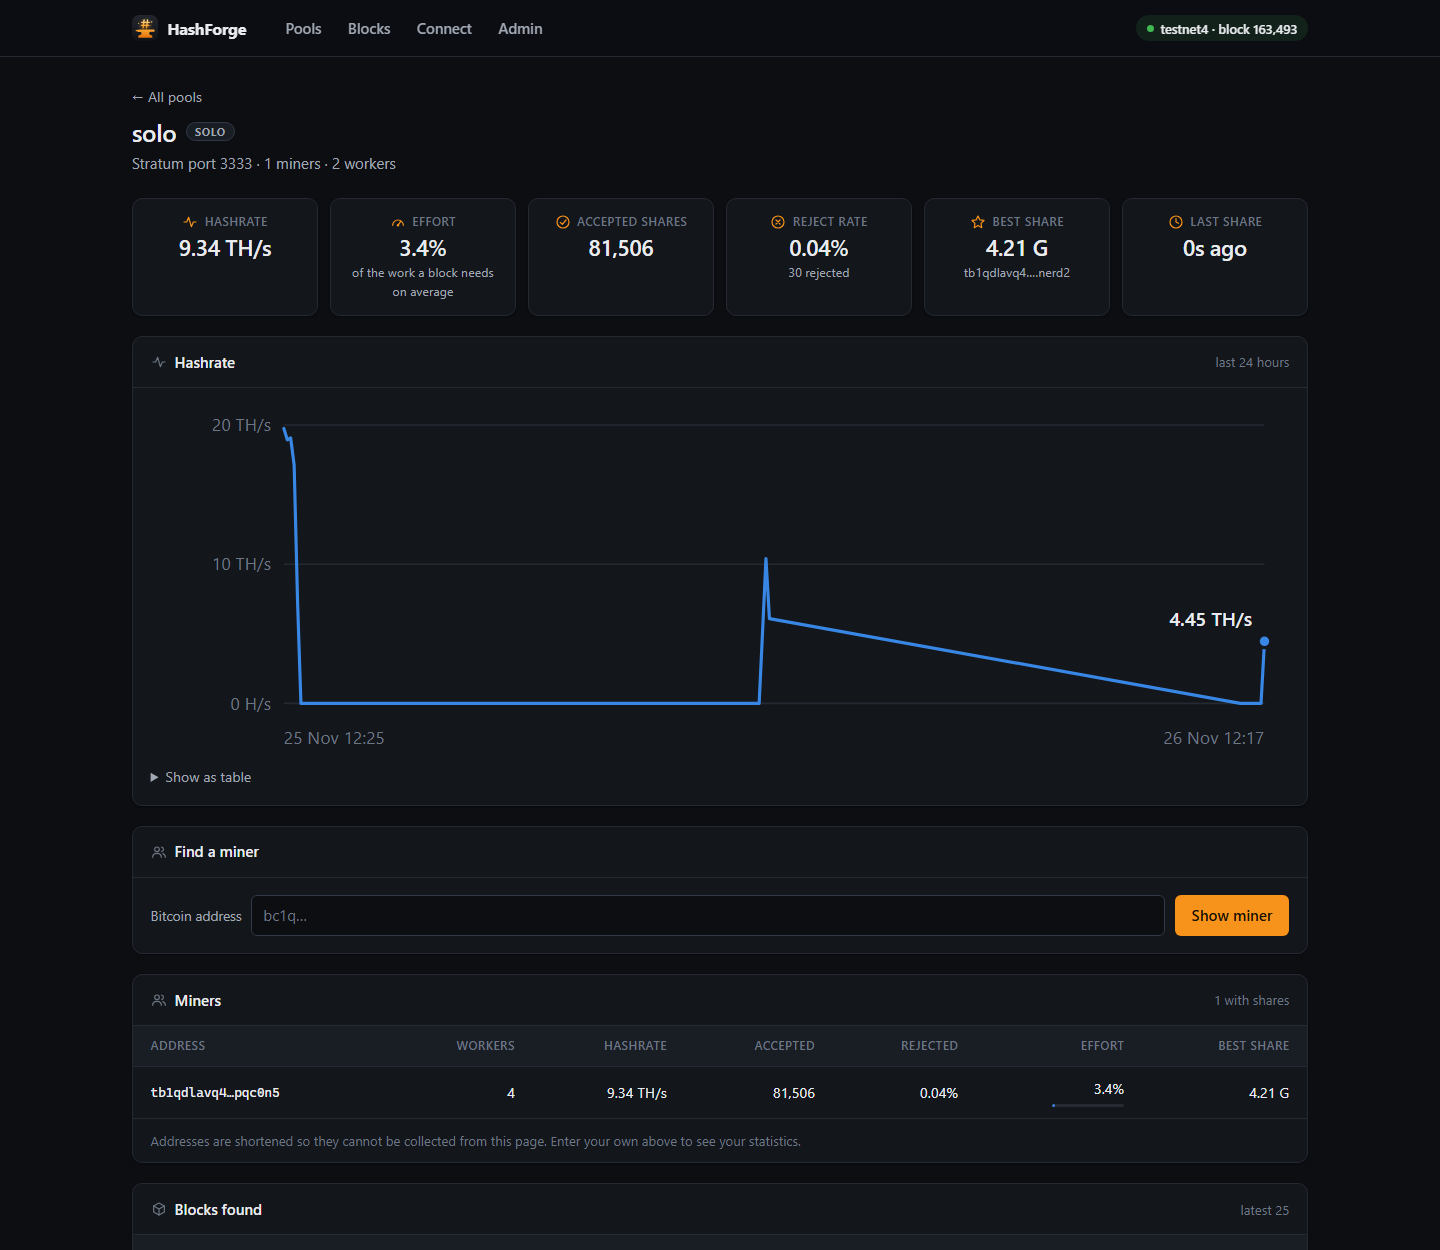 HashForge
Pools
Blocks
Connect
Admin
testnet4 · block 163,493
← All pools
solo SOLO
Stratum port 3333 · 1 miners · 2 workers
HASHRATE
9.34 TH/s
EFFORT
3.4%
of the work a block needs
on average
ACCEPTED SHARES
81,506
REJECT RATE
0.04%
30 rejected
BEST SHARE
4.21 G
tb1qdlavq4....nerd2
LAST SHARE
0s ago
Hashrate
last 24 hours
20 TH/s
10 TH/s
4.45 TH/s
0 H/s
25 Nov 12:25
26 Nov 12:17
Show as table
Find a miner
Bitcoin address
bc1q...
Show miner
Miners
1 with shares
ADDRESS WORKERS HASHRATE ACCEPTED REJECTED EFFORT BEST SHARE
tb1qdlavq4…pqc0n5 4 9.34 TH/s 81,506 0.04% 3.4% 4.21 G
Addresses are shortened so they cannot be collected from this page. Enter your own above to see your statistics.
Blocks found
latest 25